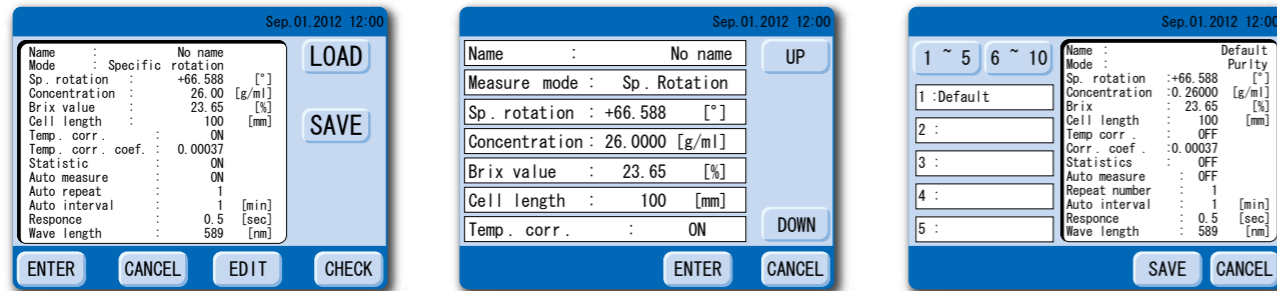 Sep.01.2012 12:00
Name : No name
Mode : Specific rotation
Sp. rotation : +66.588 [°]
Concentration : 26.00 [g/ml]
Brix value : 23.65 [%]
Cell length : 100 [mm]
Temp. corr. : ON
Temp. corr. coef. : 0.00037
Statistic : ON
Auto measure : ON
Auto repeat : 1
Auto interval : 1 [min]
Responce : 0.5 [sec]
Wave length : 589 [nm]
LOAD
SAVE
ENTER CANCEL EDIT CHECK
Sep.01.2012 12:00
Name : No name
Measure mode : Sp. Rotation
Sp. rotation : +66.588 [°]
Concentration : 26.0000 [g/ml]
Brix value : 23.65 [%]
Cell length : 100 [mm]
Temp. corr. : ON
UP
DOWN
ENTER CANCEL
Sep.01.2012 12:00
1 ~ 5 6 ~ 10
1 :Default
2 :
3 :
4 :
5 :
Name : Default
Mode : Purlty
Sp. rotation :+66.588 [°]
Concentration :0.26000 [g/ml]
Brix : 23.65 [%]
Cell length : 100 [mm]
Temp corr . : OFF
Corr. coef . :0.00037
Statistics : OFF
Auto measure : OFF
Repeat number : 1
Auto interval : 1 [min]
Responce : 0.5 [sec]
Wave length : 589 [nm]
SAVE CANCEL